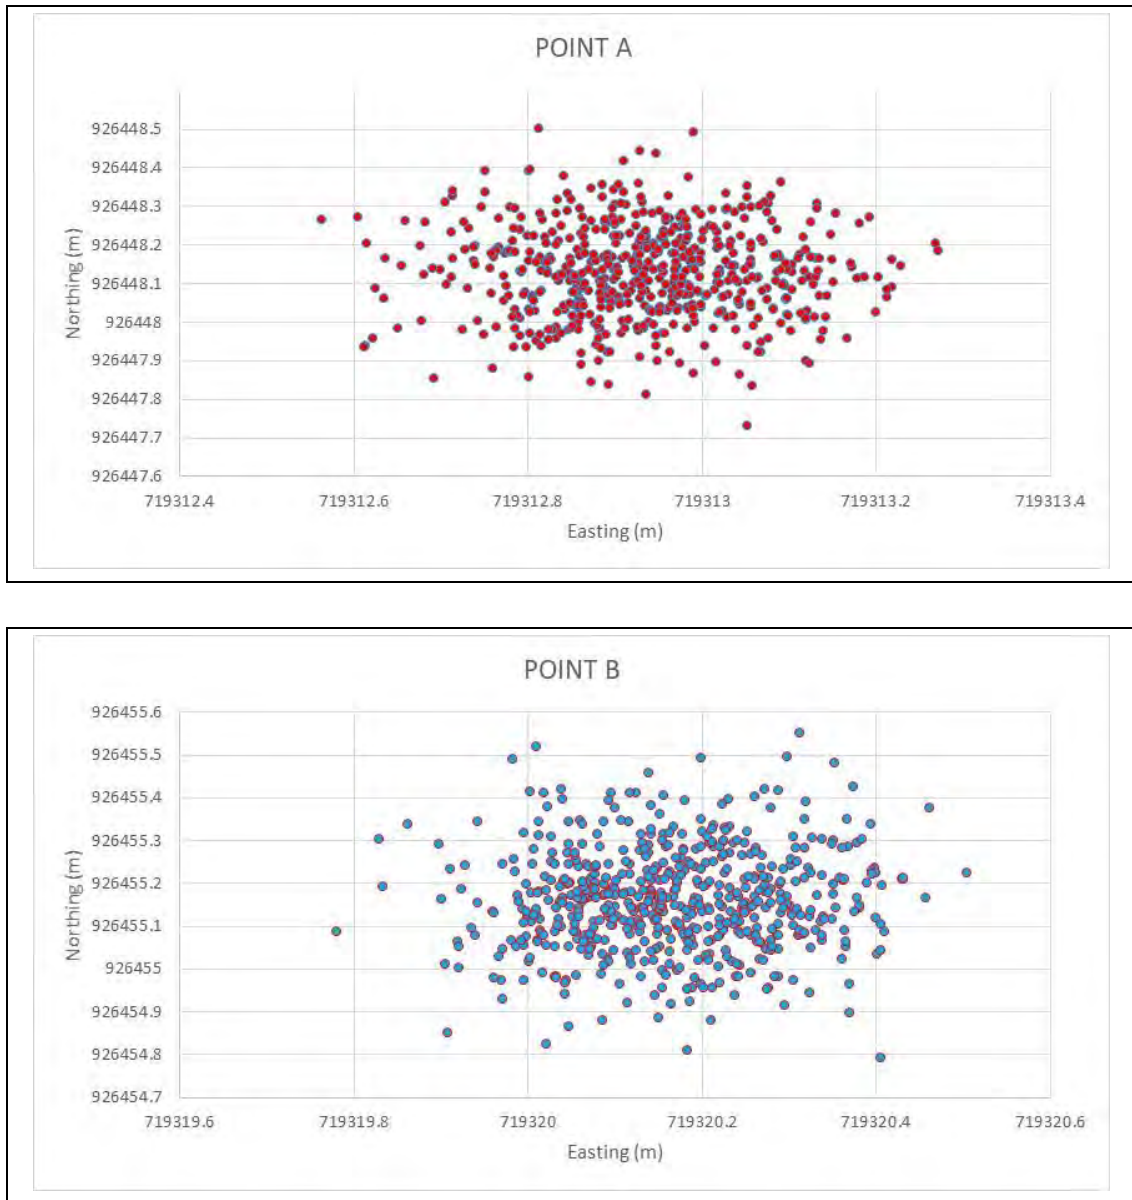 POINT A
926448.5
926448.4
926448.3
926448.2
926448.1
926448
926447.9
926447.8
926447.7
926447.6
Northing (m)
719312.4 719312.6 719312.8 719313 719313.2 719313.4
Easting (m)
POINT B
926455.6
926455.5
926455.4
926455.3
926455.2
926455.1
926455
926454.9
926454.8
926454.7
Northing (m)
719319.6 719319.8 719320 719320.2 719320.4 719320.6
Easting (m)